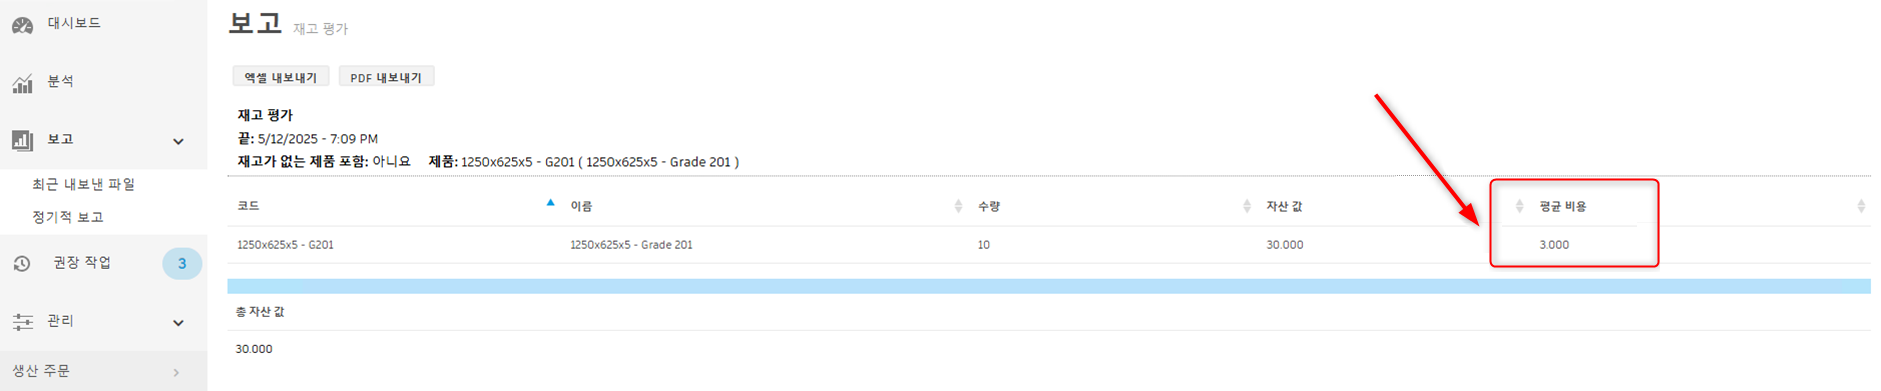 대시보드
분석
보고
최근 내보낸 파일
정기적 보고
권장 작업 3
관리
생산 주문
보고 재고 평가
엑셀 내보내기 PDF 내보내기
재고 평가
끝: 5/12/2025 - 7:09 PM
재고가 없는 제품 포함: 아니요 제품: 1250x625x5 - G201 ( 1250x625x5 - Grade 201 )
코드 이름 수량 자산 값 평균 비용
1250x625x5 - G201 1250x625x5 - Grade 201 10 30.000 3.000
총 자산 값
30.000